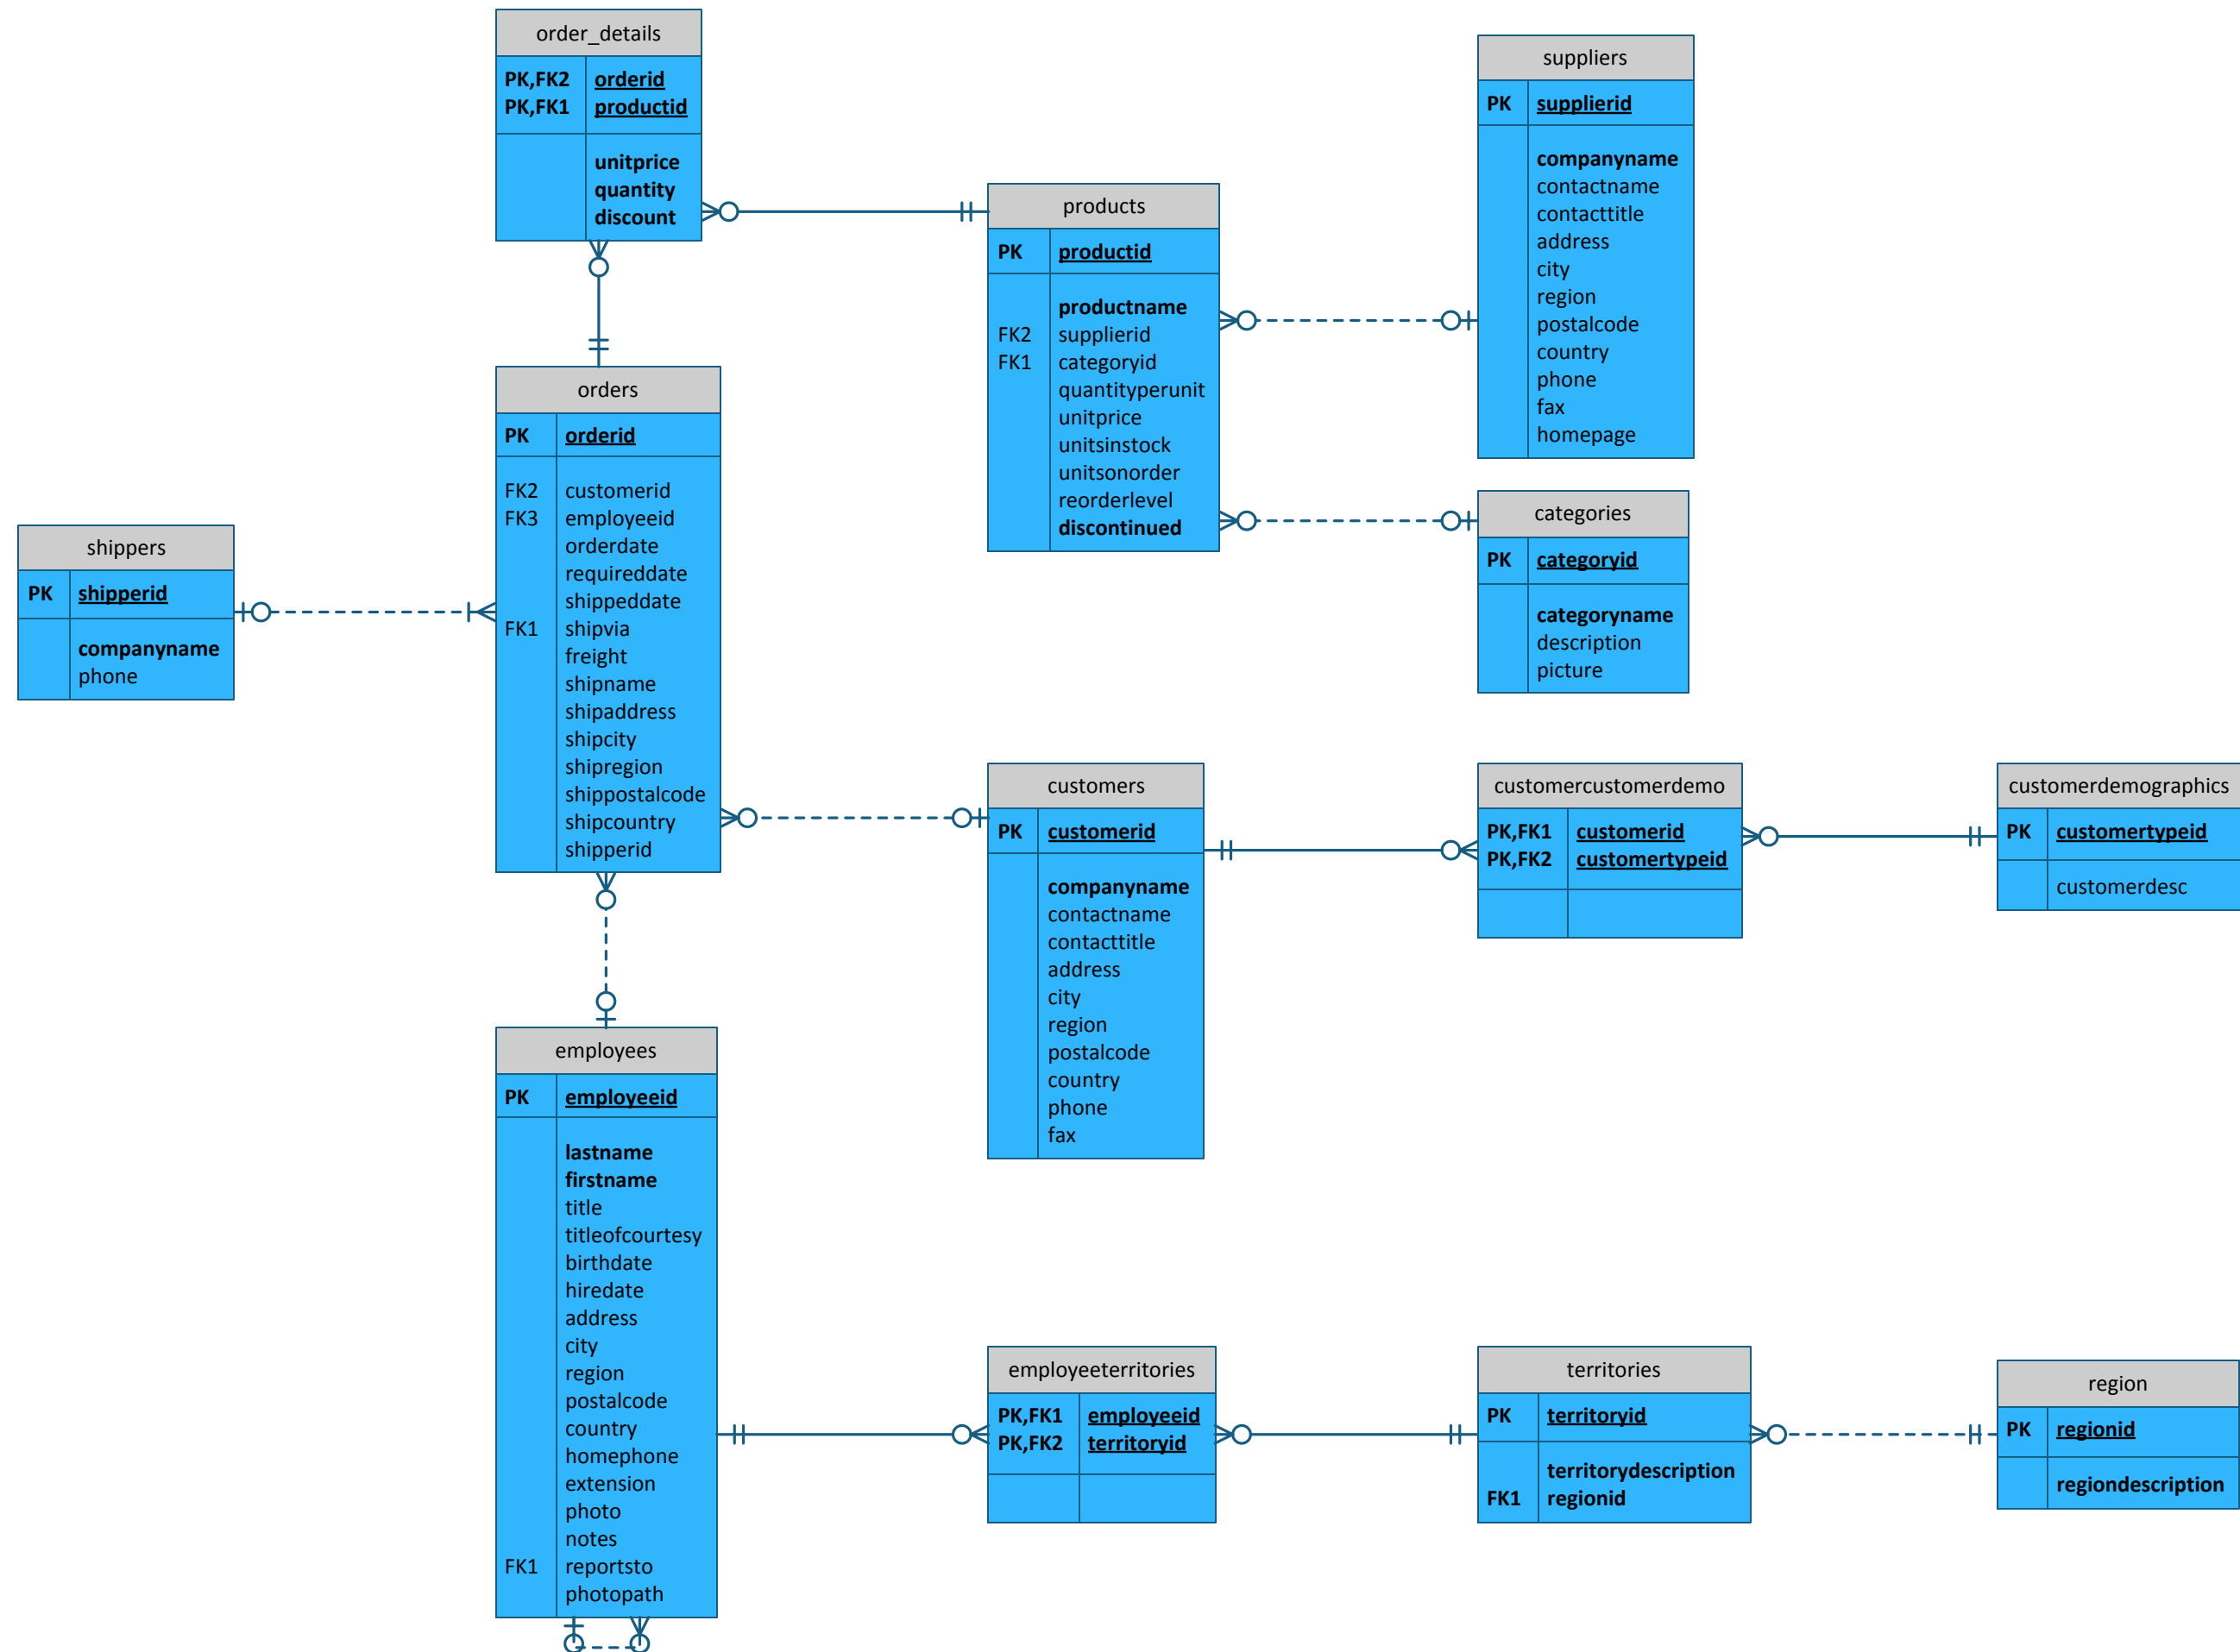 order_details
PK,FK2 orderid
PK,FK1 productid
unitprice
quantity
discount
suppliers
PK supplierid
companyname
contactname
contacttitle
address
city
region
postalcode
country
phone
fax
homepage
products
PK productid
productname
FK2 supplierid
FK1 categoryid
quantityperunit
unitprice
unitsinstock
unitsonorder
reorderlevel
discontinued
orders
PK orderid
FK2 customerid
FK3 employeeid
orderdate
requireddate
shippeddate
FK1 shipvia
freight
shipname
shipaddress
shipcity
shipregion
shippostalcode
shipcountry
shipperid
shippers
PK shipperid
companyname
phone
categories
PK categoryid
categoryname
description
picture
customers
PK customerid
companyname
contactname
contacttitle
address
city
region
postalcode
country
phone
fax
customercustomerdemo
PK,FK1 customerid
PK,FK2 customertypeid
customerdemographics
PK customertypeid
customerdesc
employees
PK employeeid
lastname
firstname
title
titleofcourtesy
birthdate
hiredate
address
city
region
postalcode
country
homephone
extension
photo
notes
FK1 reportsto
photopath
employeeterritories
PK,FK1 employeeid
PK,FK2 territoryid
territories
PK territoryid
territorydescription
FK1 regionid
region
PK regionid
regiondescription